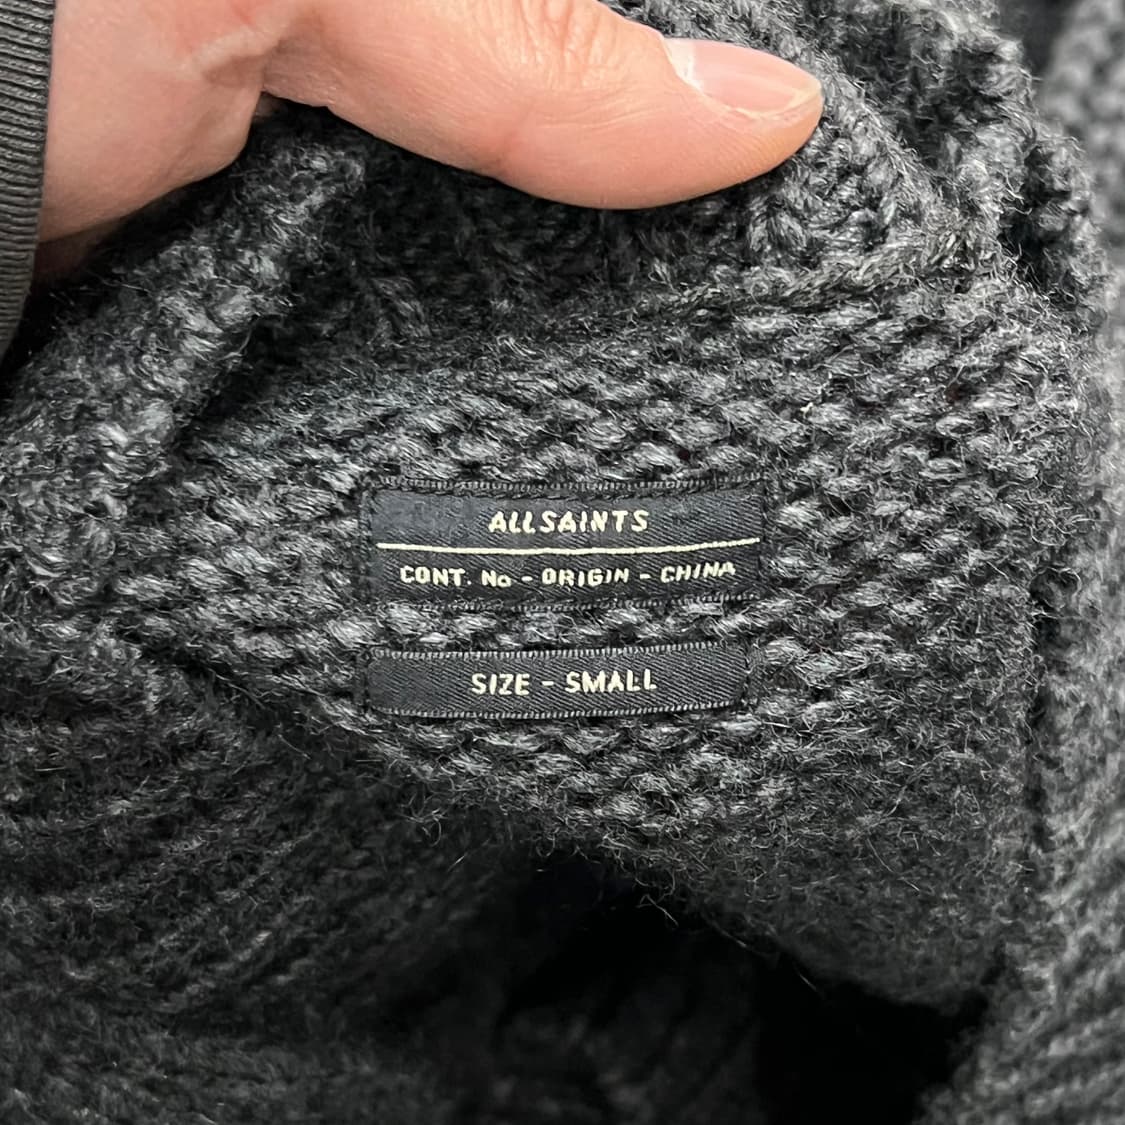 ALLSAINTS
CONT. No - ORIGIN - CHINA
SIZE - SMALL